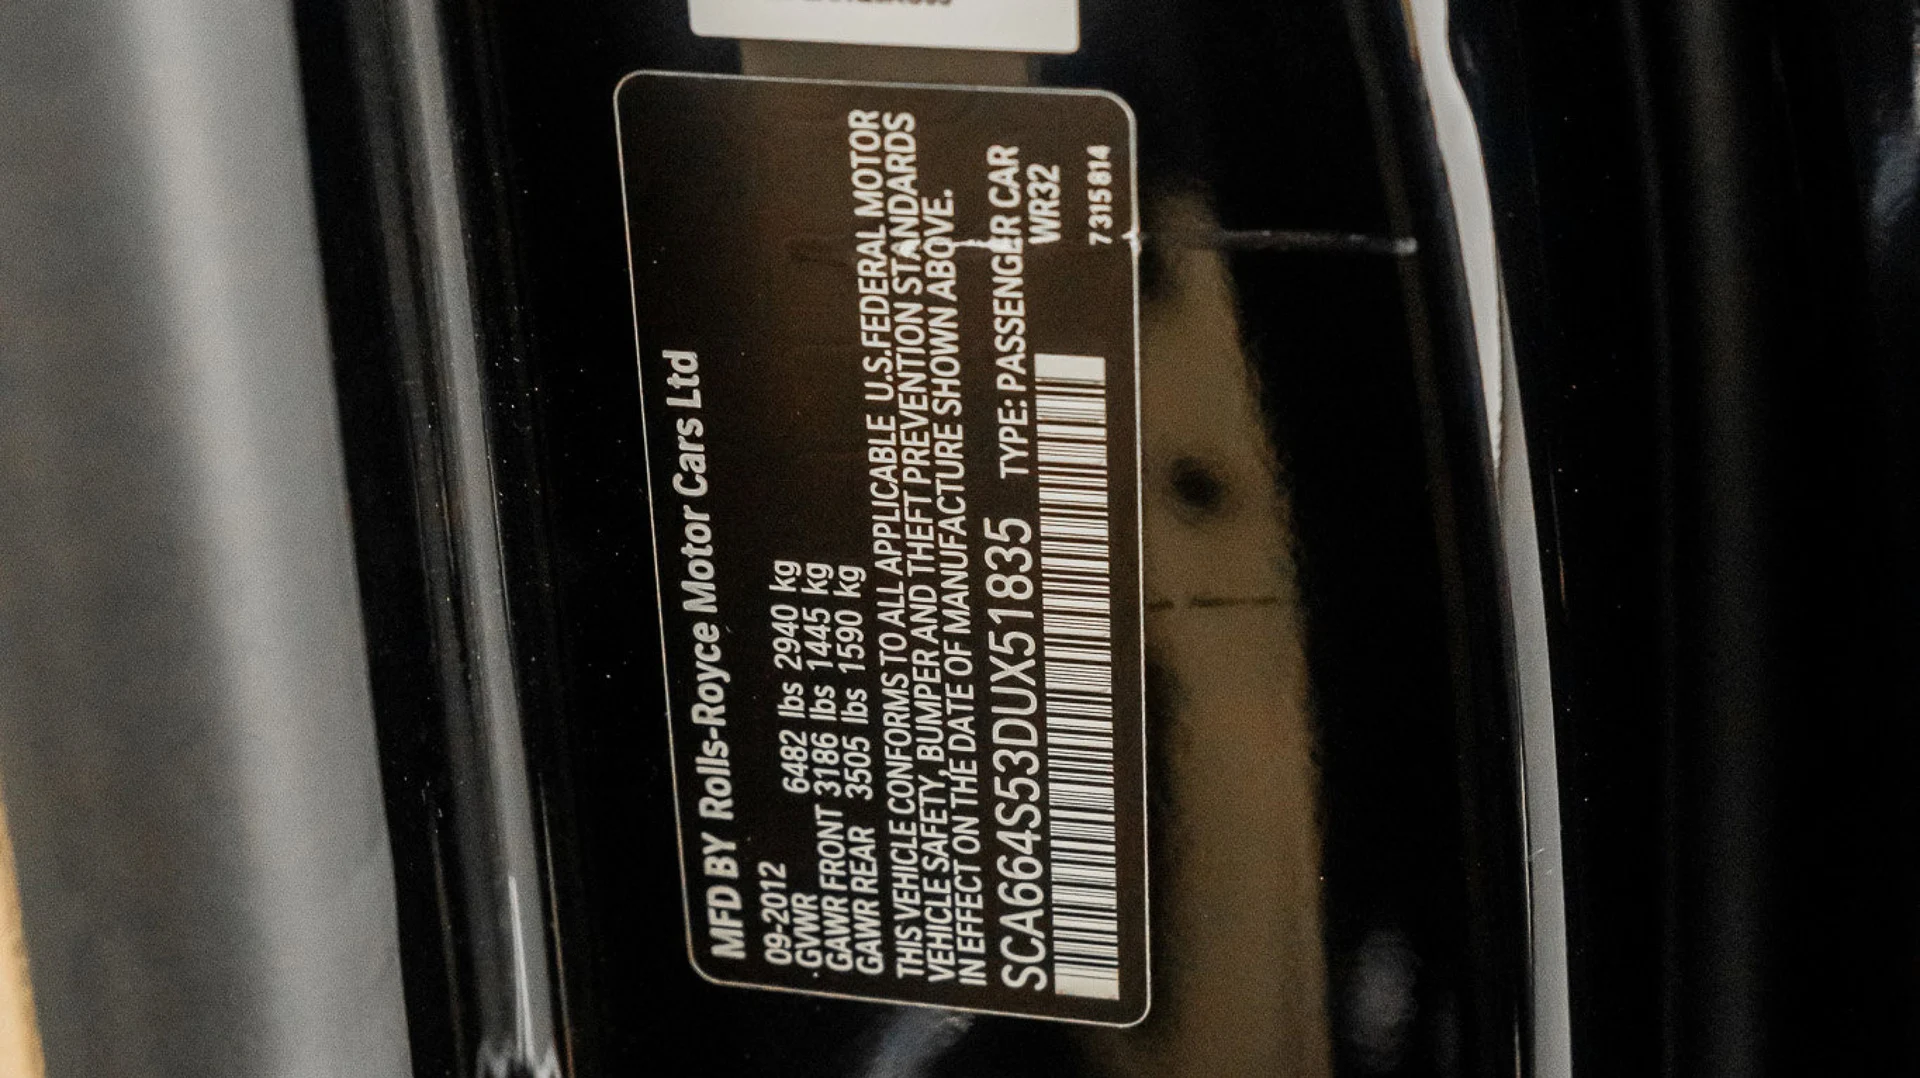 MFD BY Rolls-Royce Motor Cars Ltd
09-2012
GVWR 6482 lbs 2940 kg
GAWR FRONT 3186 lbs 1445 kg
GAWR REAR 3505 lbs 1590 kg
THIS VEHICLE CONFORMS TO ALL APPLICABLE U.S.FEDERAL MOTOR
VEHICLE SAFETY, BUMPER AND THEFT PREVENTION STANDARDS
IN EFFECT ON THE DATE OF MANUFACTURE SHOWN ABOVE.
SCA664S53DUX51835 TYPE: PASSENGER CAR
WR32
7315814